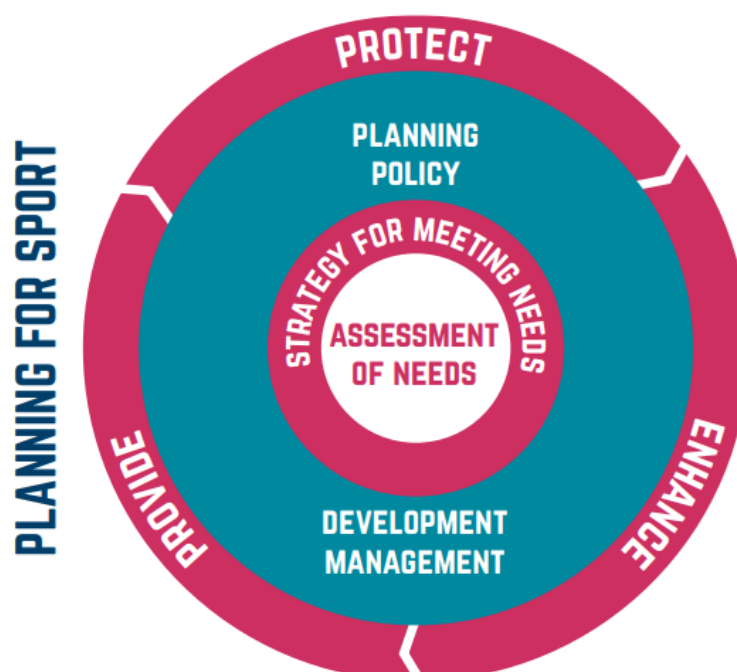 PLANNING FOR SPORT
PROTECT
PLANNING
POLICY
STRATEGY FOR MEETING NEEDS
ASSESSMENT
OF NEEDS
DEVELOPMENT
MANAGEMENT
PROVIDE
ENHANCE